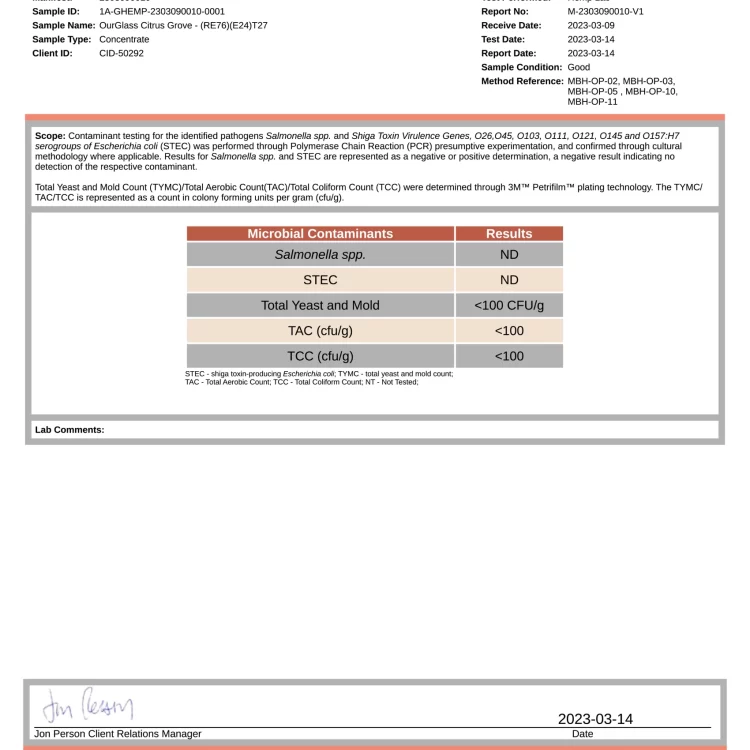 Sample ID: 1A-GHEMP-2303090010-0001
Sample Name: OurGlass Citrus Grove - (RE76)(E24)T27
Sample Type: Concentrate
Client ID: CID-50292
Report No: M-2303090010-V1
Receive Date: 2023-03-09
Test Date: 2023-03-14
Report Date: 2023-03-14
Sample Condition: Good
Method Reference: MBH-OP-02, MBH-OP-03,
MBH-OP-05 , MBH-OP-10,
MBH-OP-11
Scope: Contaminant testing for the identified pathogens Salmonella spp. and Shiga Toxin Virulence Genes, O26,O45, O103, O111, O121, O145 and O157:H7
serogroups of Escherichia coli (STEC) was performed through Polymerase Chain Reaction (PCR) presumptive experimentation, and confirmed through cultural
methodology where applicable. Results for Salmonella spp. and STEC are represented as a negative or positive determination, a negative result indicating no
detection of the respective contaminant.
Total Yeast and Mold Count (TYMC)/Total Aerobic Count(TAC)/Total Coliform Count (TCC) were determined through 3M™ Petrifilm™ plating technology. The TYMC/
TAC/TCC is represented as a count in colony forming units per gram (cfu/g).
Microbial Contaminants Results
Salmonella spp. ND
STEC ND
Total Yeast and Mold <100 CFU/g
TAC (cfu/g) <100
TCC (cfu/g) <100
STEC - shiga toxin-producing Escherichia coli; TYMC - total yeast and mold count;
TAC - Total Aerobic Count; TCC - Total Coliform Count; NT - Not Tested;
Lab Comments:
Jon Person
2023-03-14
Jon Person Client Relations Manager
Date